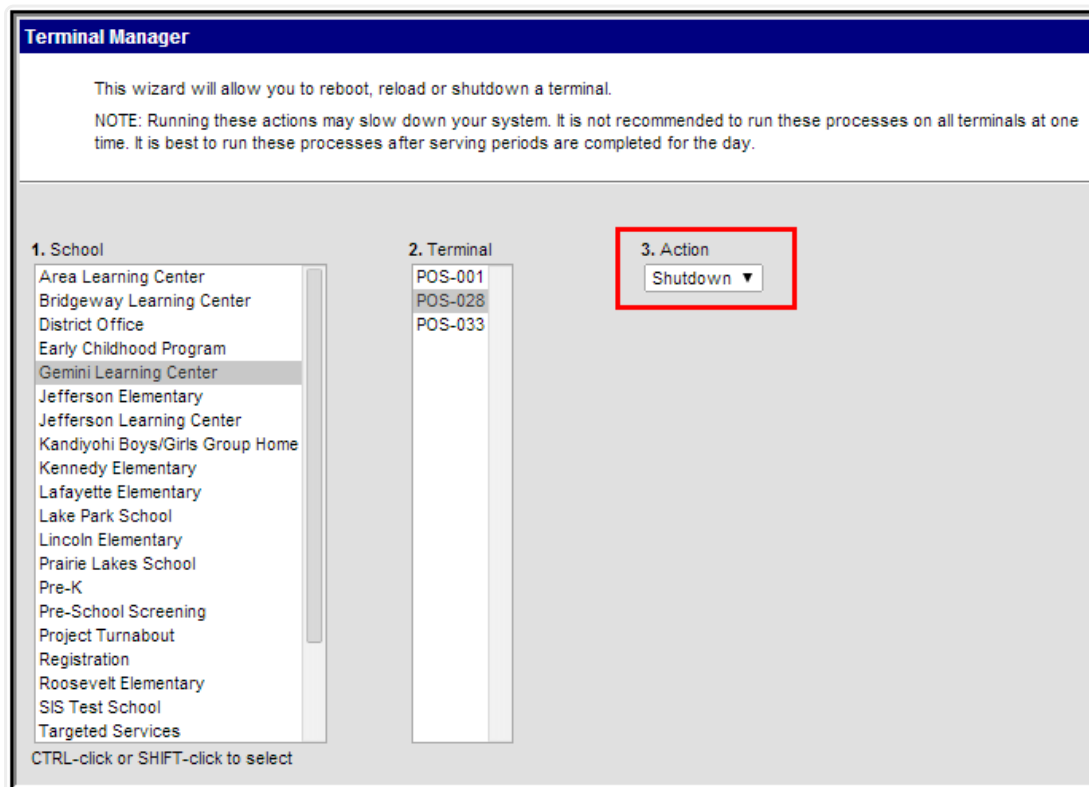 Terminal Manager
This wizard will allow you to reboot, reload or shutdown a terminal.
NOTE: Running these actions may slow down your system. It is not recommended to run these processes on all terminals at one
time. It is best to run these processes after serving periods are completed for the day.
1. School
Area Learning Center
Bridgeway Learning Center
District Office
Early Childhood Program
Gemini Learning Center
Jefferson Elementary
Jefferson Learning Center
Kandiyohi Boys/Girls Group Home
Kennedy Elementary
Lafayette Elementary
Lake Park School
Lincoln Elementary
Prairie Lakes School
Pre-K
Pre-School Screening
Project Turnabout
Registration
Roosevelt Elementary
SIS Test School
Targeted Services
CTRL-click or SHIFT-click to select
2. Terminal
POS-001
POS-028
POS-033
3. Action
Shutdown ▼